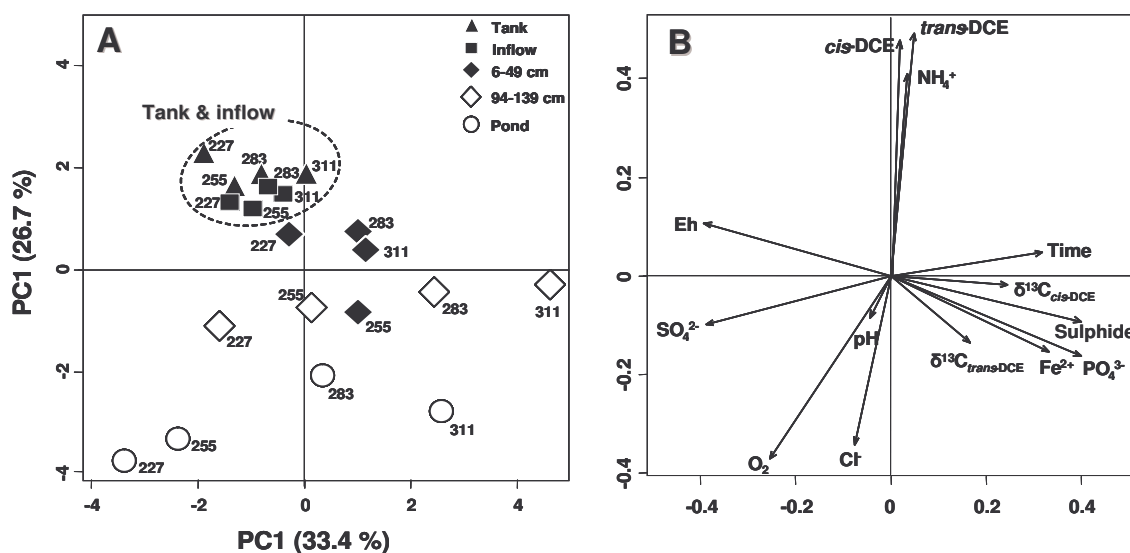 A
Tank
Inflow
6-49 cm
94-139 cm
Pond
Tank & inflow
227
283
283
311
255
227
311
255
227
283
311
255
283
311
255
227
283
311
255
227
4
2
0
-2
-4
-4
-2
0
2
4
PC1 (26.7 %)
PC1 (33.4 %)
B
trans-DCE
cis-DCE
NH₄⁺
Eh
Time
δ¹³C cis-DCE
SO₄²⁻
Sulphide
pH
δ¹³C trans-DCE
Fe²⁺
PO₄³⁻
O₂
Cl⁻
0.4
0.2
0
-0.2
-0.4
-0.4
-0.2
0
0.2
0.4